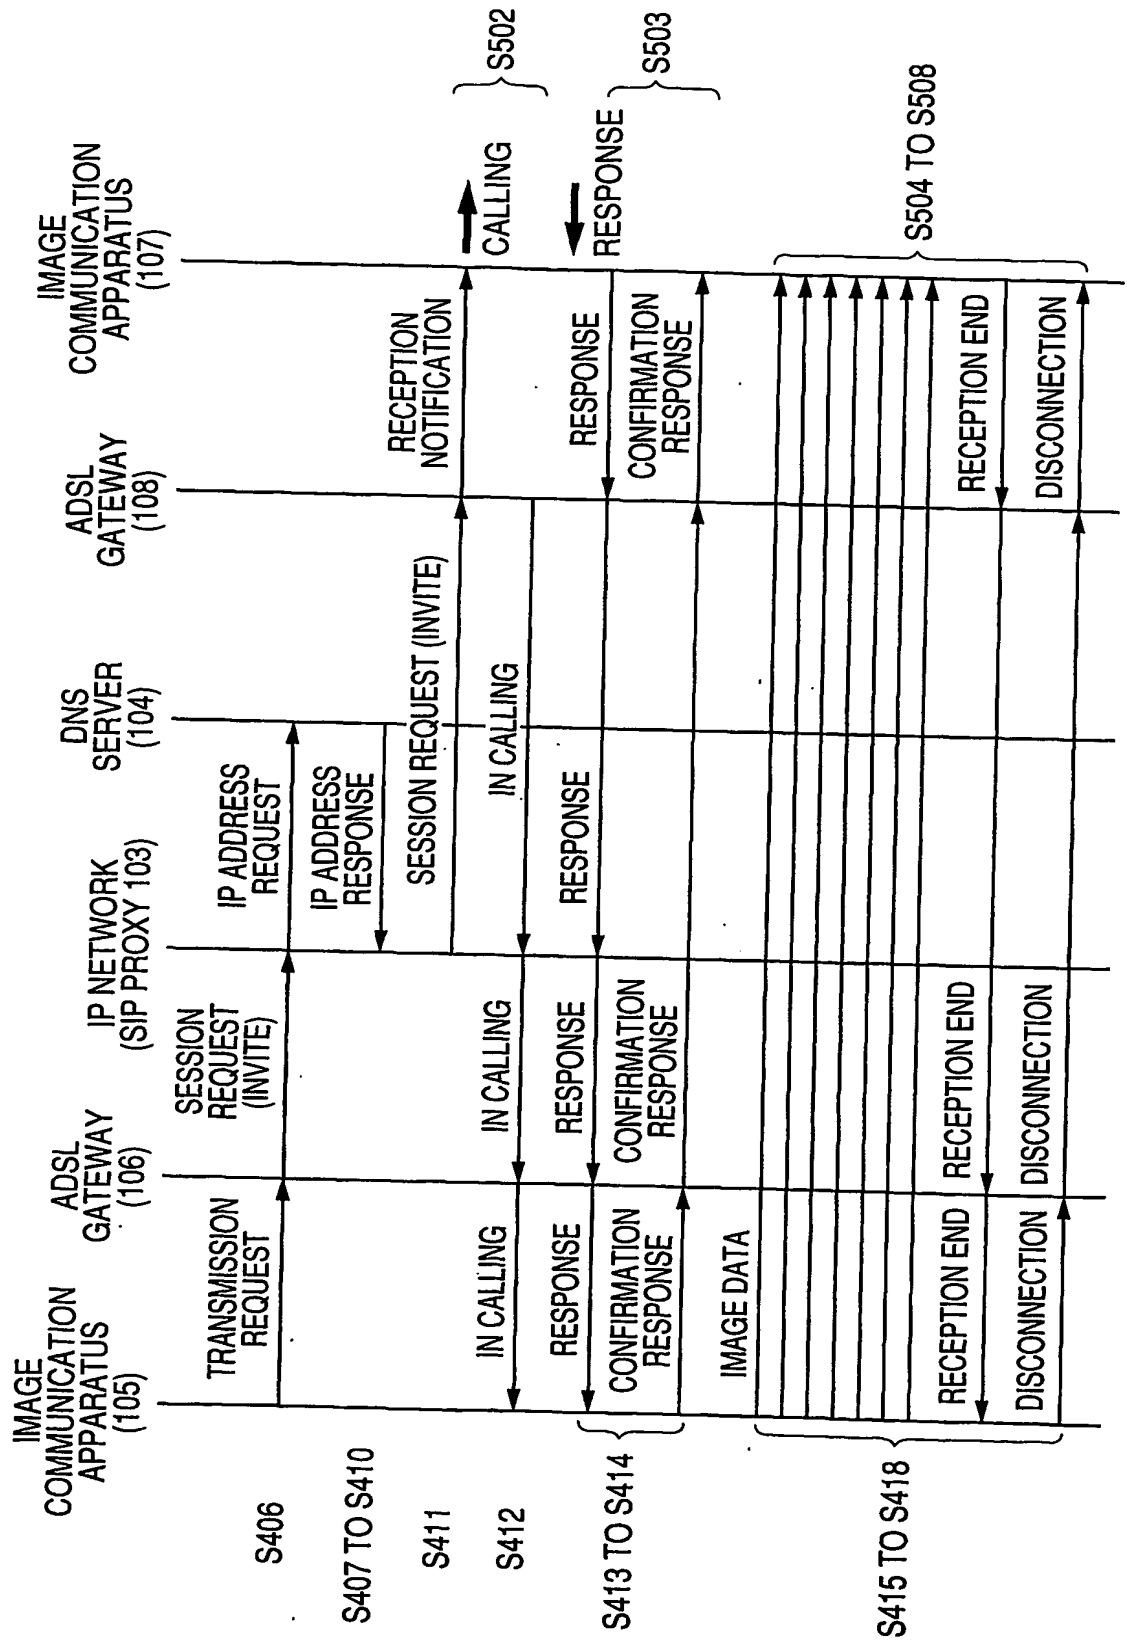 IMAGE
COMMUNICATION
APPARATUS
(105)
ADSL
GATEWAY
(106)
IP NETWORK
(SIP PROXY 103)
DNS
SERVER
(104)
ADSL
GATEWAY
(108)
IMAGE
COMMUNICATION
APPARATUS
(107)
S406
TRANSMISSION
REQUEST
SESSION
REQUEST
(INVITE)
IP ADDRESS
REQUEST
S407 TO S410
IP ADDRESS
RESPONSE
S411
SESSION REQUEST (INVITE)
RECEPTION
NOTIFICATION
CALLING
S502
S412
IN CALLING
IN CALLING
IN CALLING
S413 TO S414
RESPONSE
RESPONSE
RESPONSE
RESPONSE
RESPONSE
S503
CONFIRMATION
RESPONSE
CONFIRMATION
RESPONSE
CONFIRMATION
RESPONSE
IMAGE DATA
S415 TO S418
S504 TO S508
RECEPTION END
RECEPTION END
RECEPTION END
DISCONNECTION
DISCONNECTION
DISCONNECTION